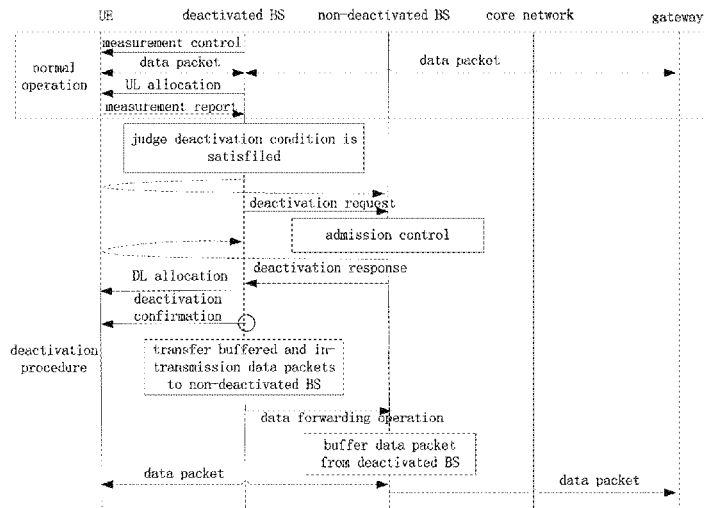 UE deactivated BS non-deactivated BS core network gateway
measurement control
data packet
data packet
normal
operation
UL allocation
measurement report
judge deactivation condition is
satisfiled
deactivation request
admission control
deactivation response
DL allocation
deactivation
confirmation
deactivation
procedure
transfer buffered and in-
transmission data packets
to non-deactivated BS
data forwarding operation
buffer data packet
from deactivated BS
data packet
data packet